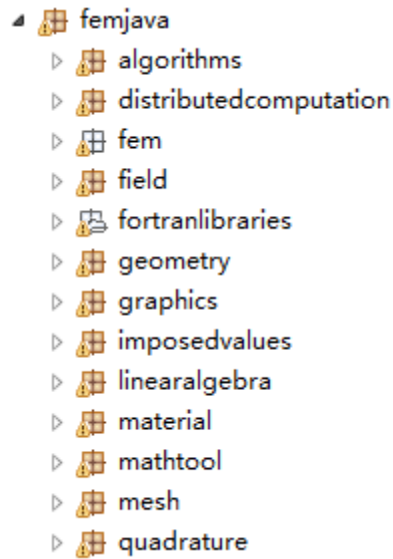 femjava
algorithms
distributedcomputation
fem
field
fortranlibraries
geometry
graphics
imposedvalues
linearalgebra
material
mathtool
mesh
quadrature